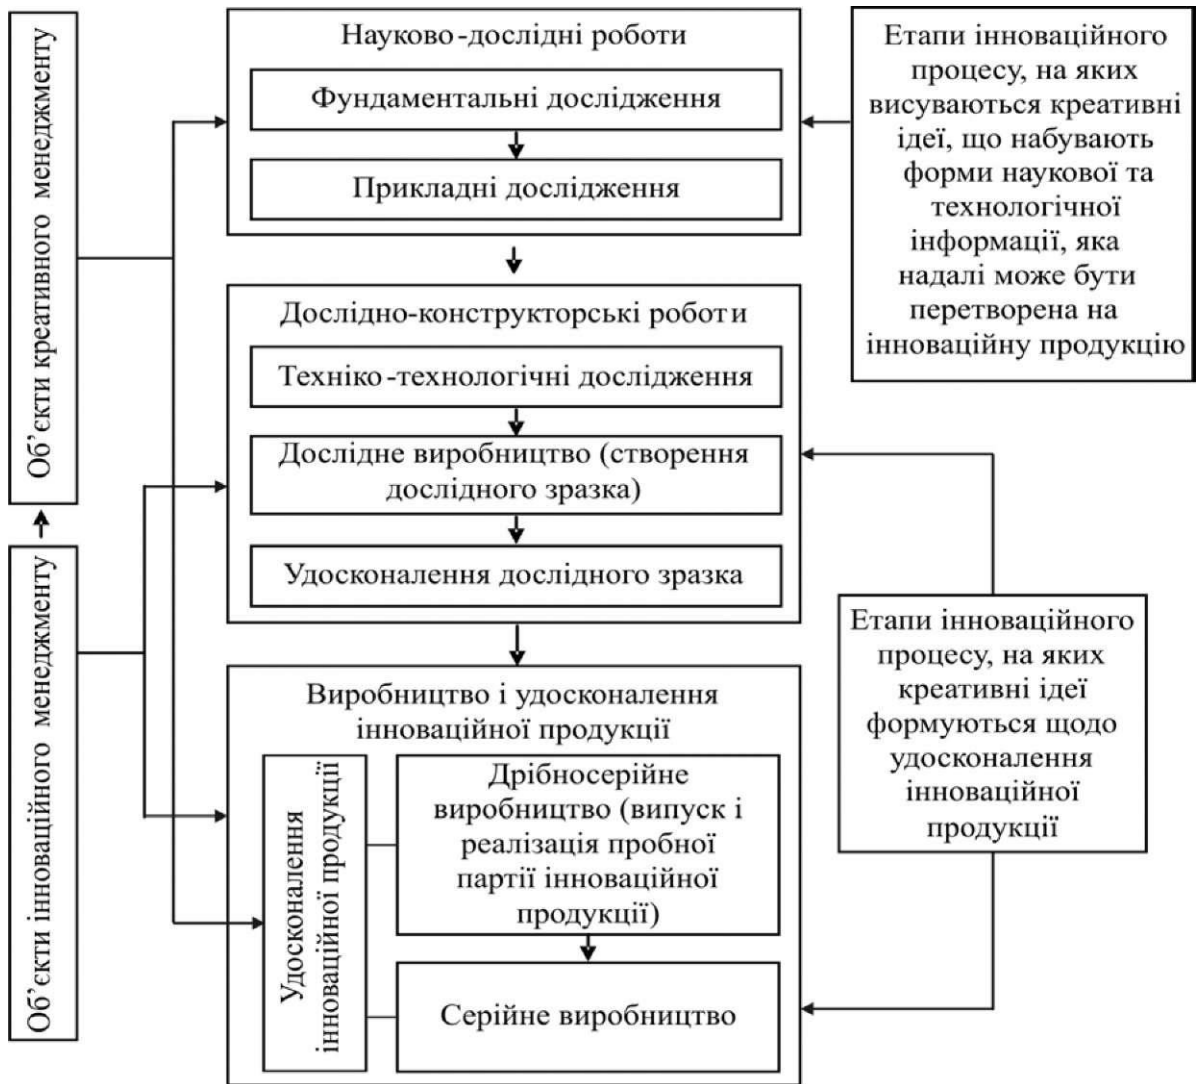 Об’єкти креативного менеджменту
Об’єкти інноваційного менеджменту
Науково-дослідні роботи
Фундаментальні дослідження
Прикладні дослідження
Дослідно-конструкторські роботи
Техніко-технологічні дослідження
Дослідне виробництво (створення
дослідного зразка)
Удосконалення дослідного зразка
Виробництво і удосконалення
інноваційної продукції
Удосконалення
інноваційної продукції
Дрібносерійне
виробництво (випуск і
реалізація пробної
партії інноваційної
продукції)
Серійне виробництво
Етапи інноваційного
процесу, на яких
висуваються креативні
ідеї, що набувають
форми наукової та
технологічної
інформації, яка
надалі може бути
перетворена на
інноваційну продукцію
Етапи інноваційного
процесу, на яких
креативні ідеї
формуються щодо
удосконалення
інноваційної
продукції